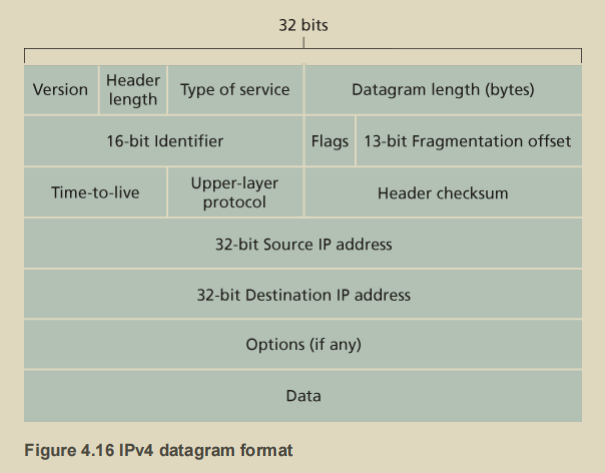 32 bits
Version
Header
length
Type of service
Datagram length (bytes)
16-bit Identifier
Flags
13-bit Fragmentation offset
Time-to-live
Upper-layer
protocol
Header checksum
32-bit Source IP address
32-bit Destination IP address
Options (if any)
Data
Figure 4.16 IPv4 datagram format